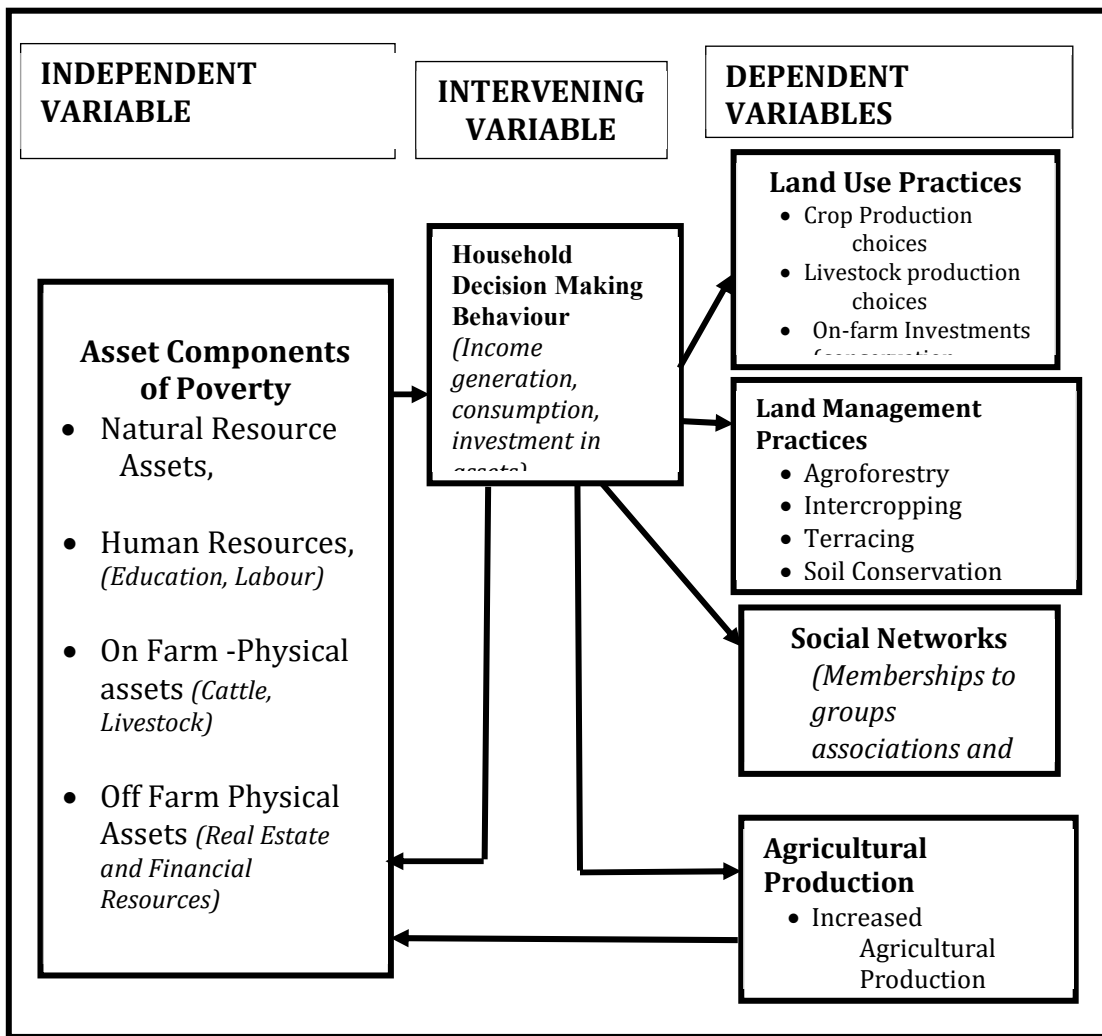 INDEPENDENT
VARIABLE
INTERVENING
VARIABLE
DEPENDENT
VARIABLES
Asset Components
of Poverty
• Natural Resource
Assets,
• Human Resources,
(Education, Labour)
• On Farm -Physical
assets (Cattle,
Livestock)
• Off Farm Physical
Assets (Real Estate
and Financial
Resources)
Household
Decision Making
Behaviour
(Income
generation,
consumption,
investment in
assets)
Land Use Practices
• Crop Production
choices
• Livestock production
choices
• On-farm Investments
(conservation
Land Management
Practices
• Agroforestry
• Intercropping
• Terracing
• Soil Conservation
Social Networks
(Memberships to
groups
associations and
Agricultural
Production
• Increased
Agricultural
Production